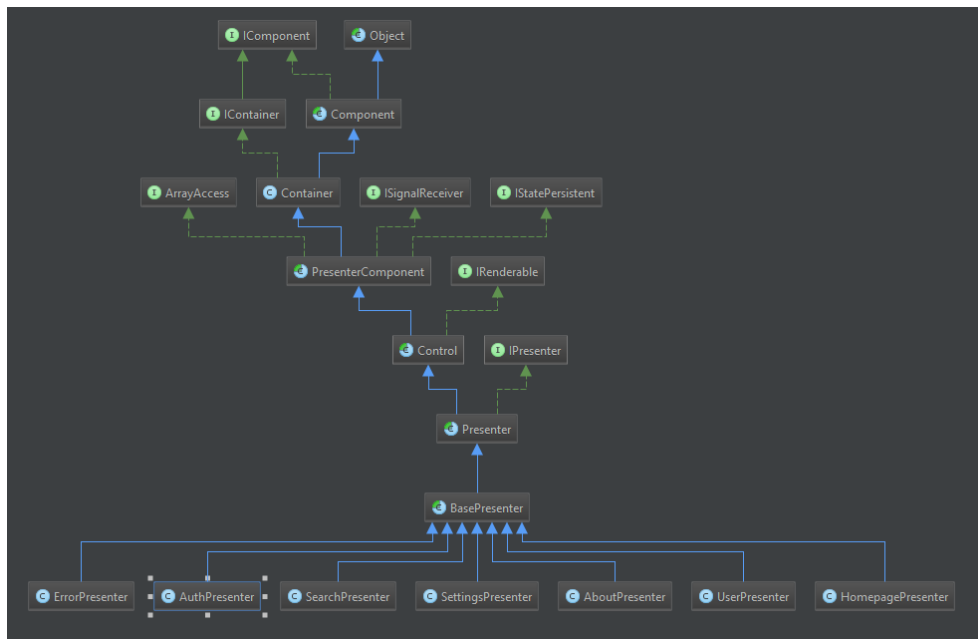 I IComponent
C Object
I IContainer
C Component
I ArrayAccess
C Container
I ISignalReceiver
I IStatePersistent
C PresenterComponent
I IRenderable
C Control
I IPresenter
C Presenter
C BasePresenter
C ErrorPresenter
C AuthPresenter
C SearchPresenter
C SettingsPresenter
C AboutPresenter
C UserPresenter
C HomepagePresenter